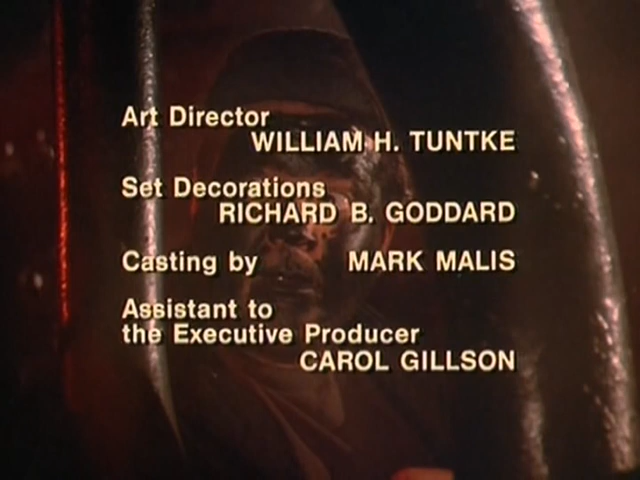 Art Director
WILLIAM H. TUNTKE
Set Decorations
RICHARD B. GODDARD
Casting by MARK MALIS
Assistant to
the Executive Producer
CAROL GILLSON